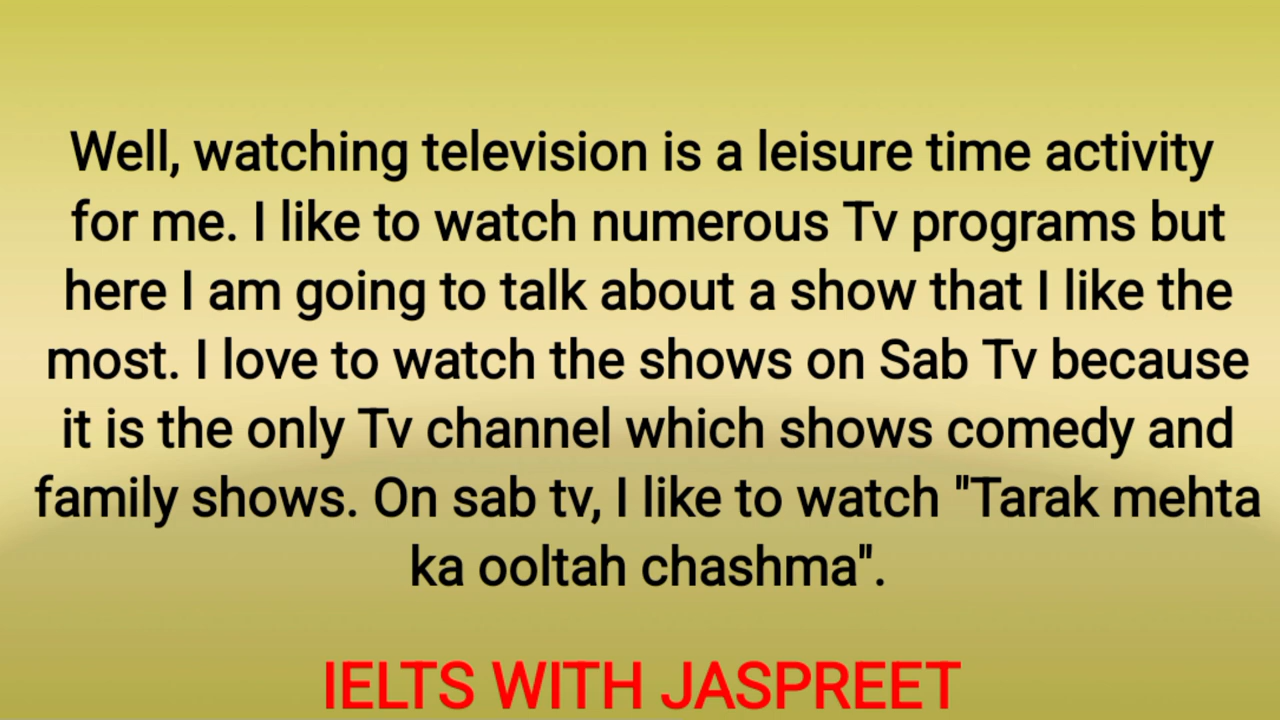 Well, watching television is a leisure time activity
for me. I like to watch numerous Tv programs but
here I am going to talk about a show that I like the
most. I love to watch the shows on Sab Tv because
it is the only Tv channel which shows comedy and
family shows. On sab tv, I like to watch "Tarak mehta
ka ooltah chashma".
IELTS WITH JASPREET